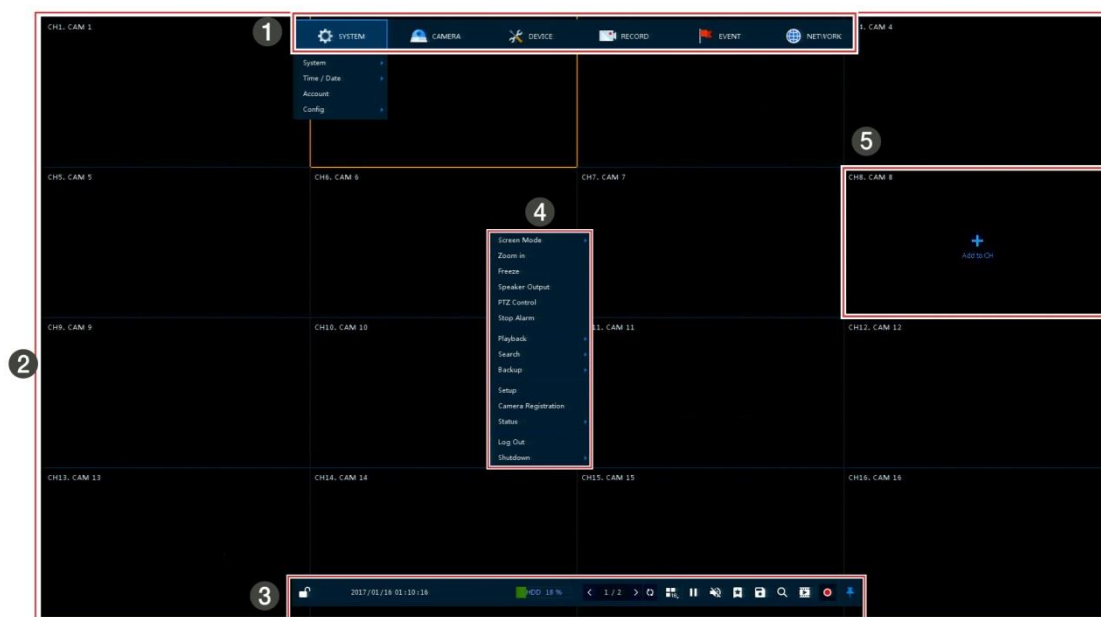 CH1. CAM 1
1
SYSTEM CAMERA DEVICE RECORD EVENT NETWORK
CAM 4
System
Time / Date
Account
Config
5
CH5. CAM 5
CH6. CAM 6
CH7. CAM 7
CH8. CAM 8
Add to CH
4
Screen Mode
Zoom in
Freeze
Speaker Output
PTZ Control
Stop Alarm
Playback
Search
Backup
Setup
Camera Registration
Status
Log Out
Shutdown
2
CH9. CAM 9
CH10. CAM 10
11. CAM 11
CH12. CAM 12
CH13. CAM 13
CH14. CAM 14
CH15. CAM 15
CH16. CAM 16
3
2017/01/16 01:10:16 HDD 18 % 1 / 2